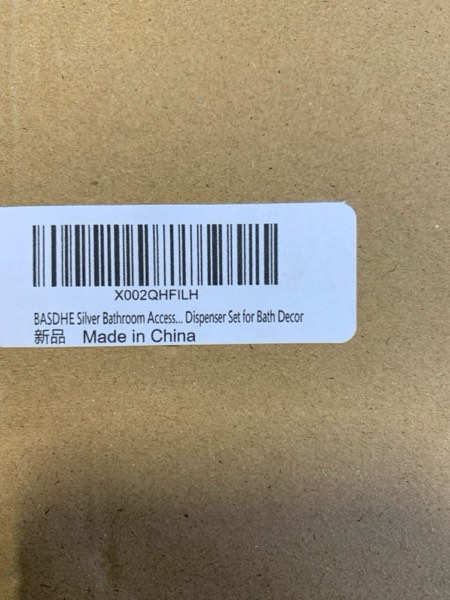 X002QHFILH
BASDHE Silver Bathroom Access... Dispenser Set for Bath Decor
新品 Made in China